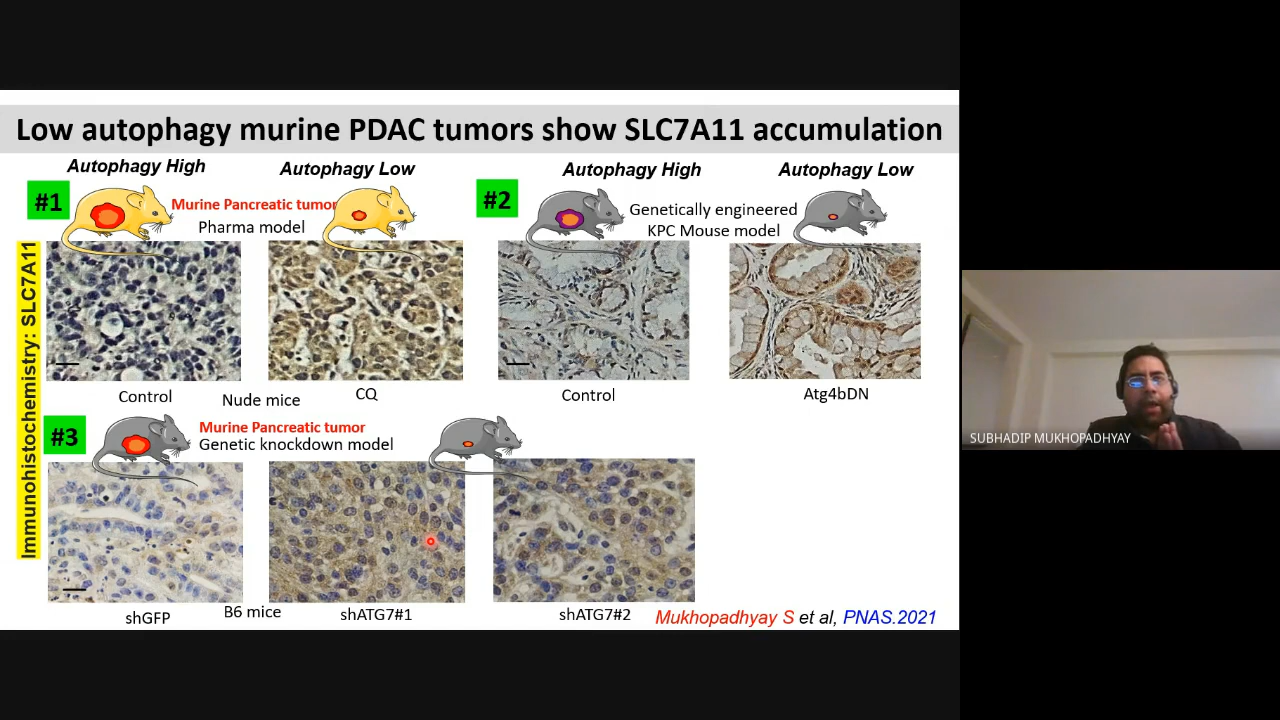 Low autophagy murine PDAC tumors show SLC7A11 accumulation
Autophagy High
Autophagy Low
Autophagy High
Autophagy Low
#1
Murine Pancreatic tumor
Pharma model
#2
Genetically engineered
KPC Mouse model
Immunohistochemistry: SLC7A11
Control
Nude mice
CQ
Control
Atg4bDN
#3
Murine Pancreatic tumor
Genetic knockdown model
shGFP
B6 mice
shATG7#1
shATG7#2
Mukhopadhyay S et al, PNAS.2021
SUBHADIP MUKHOPADHYAY